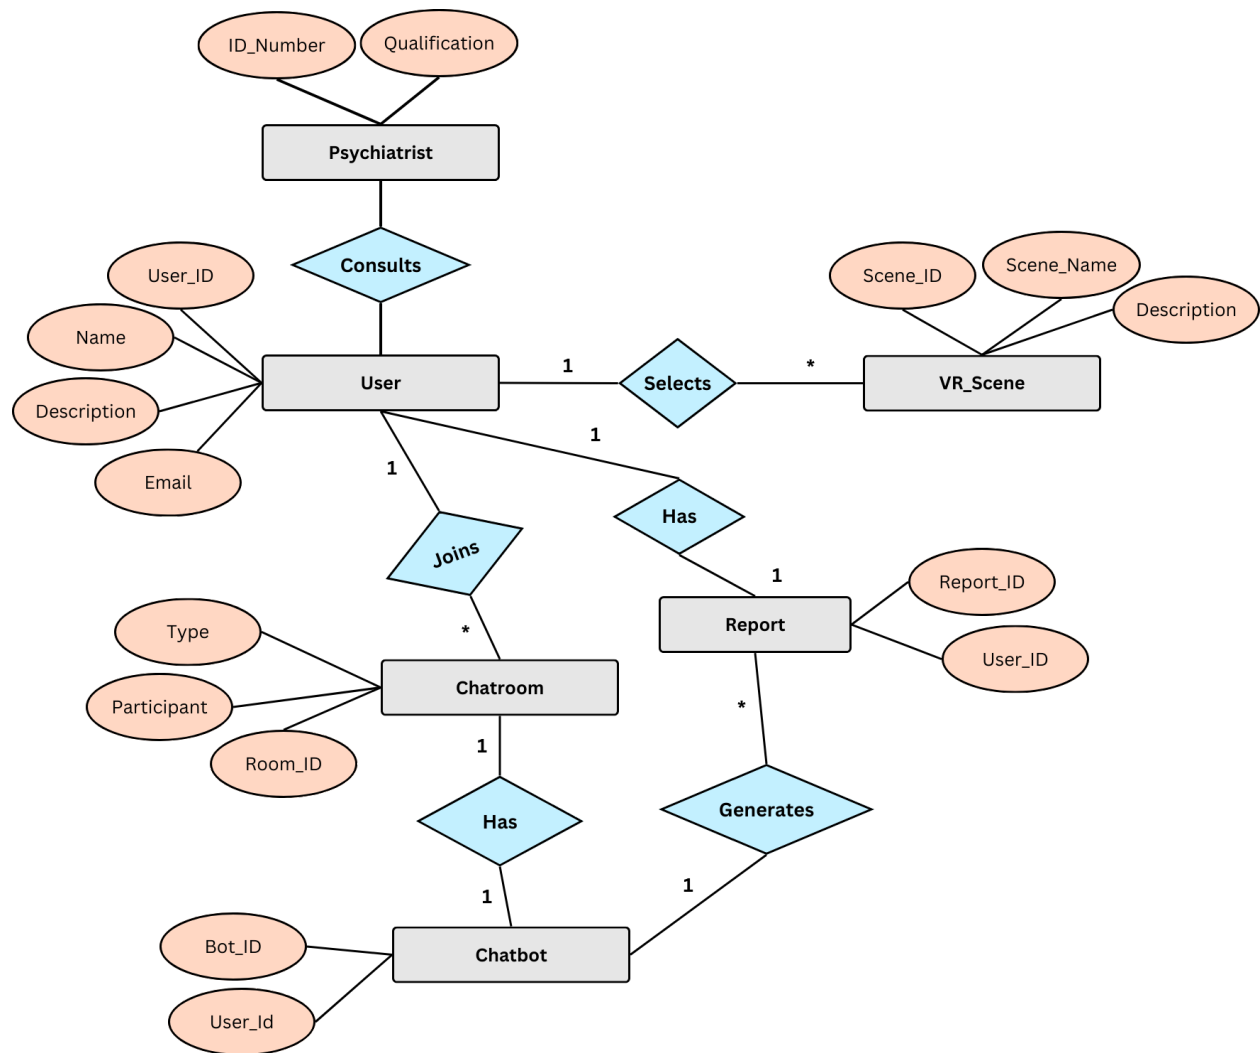 ID_Number
Qualification
Psychiatrist
Consults
User_ID
Name
Description
Email
User
1
Selects
*
VR_Scene
Scene_ID
Scene_Name
Description
1
1
Joins
Has
*
1
Type
Participant
Room_ID
Chatroom
Report
Report_ID
User_ID
1
*
Has
Generates
1
1
Bot_ID
User_Id
Chatbot